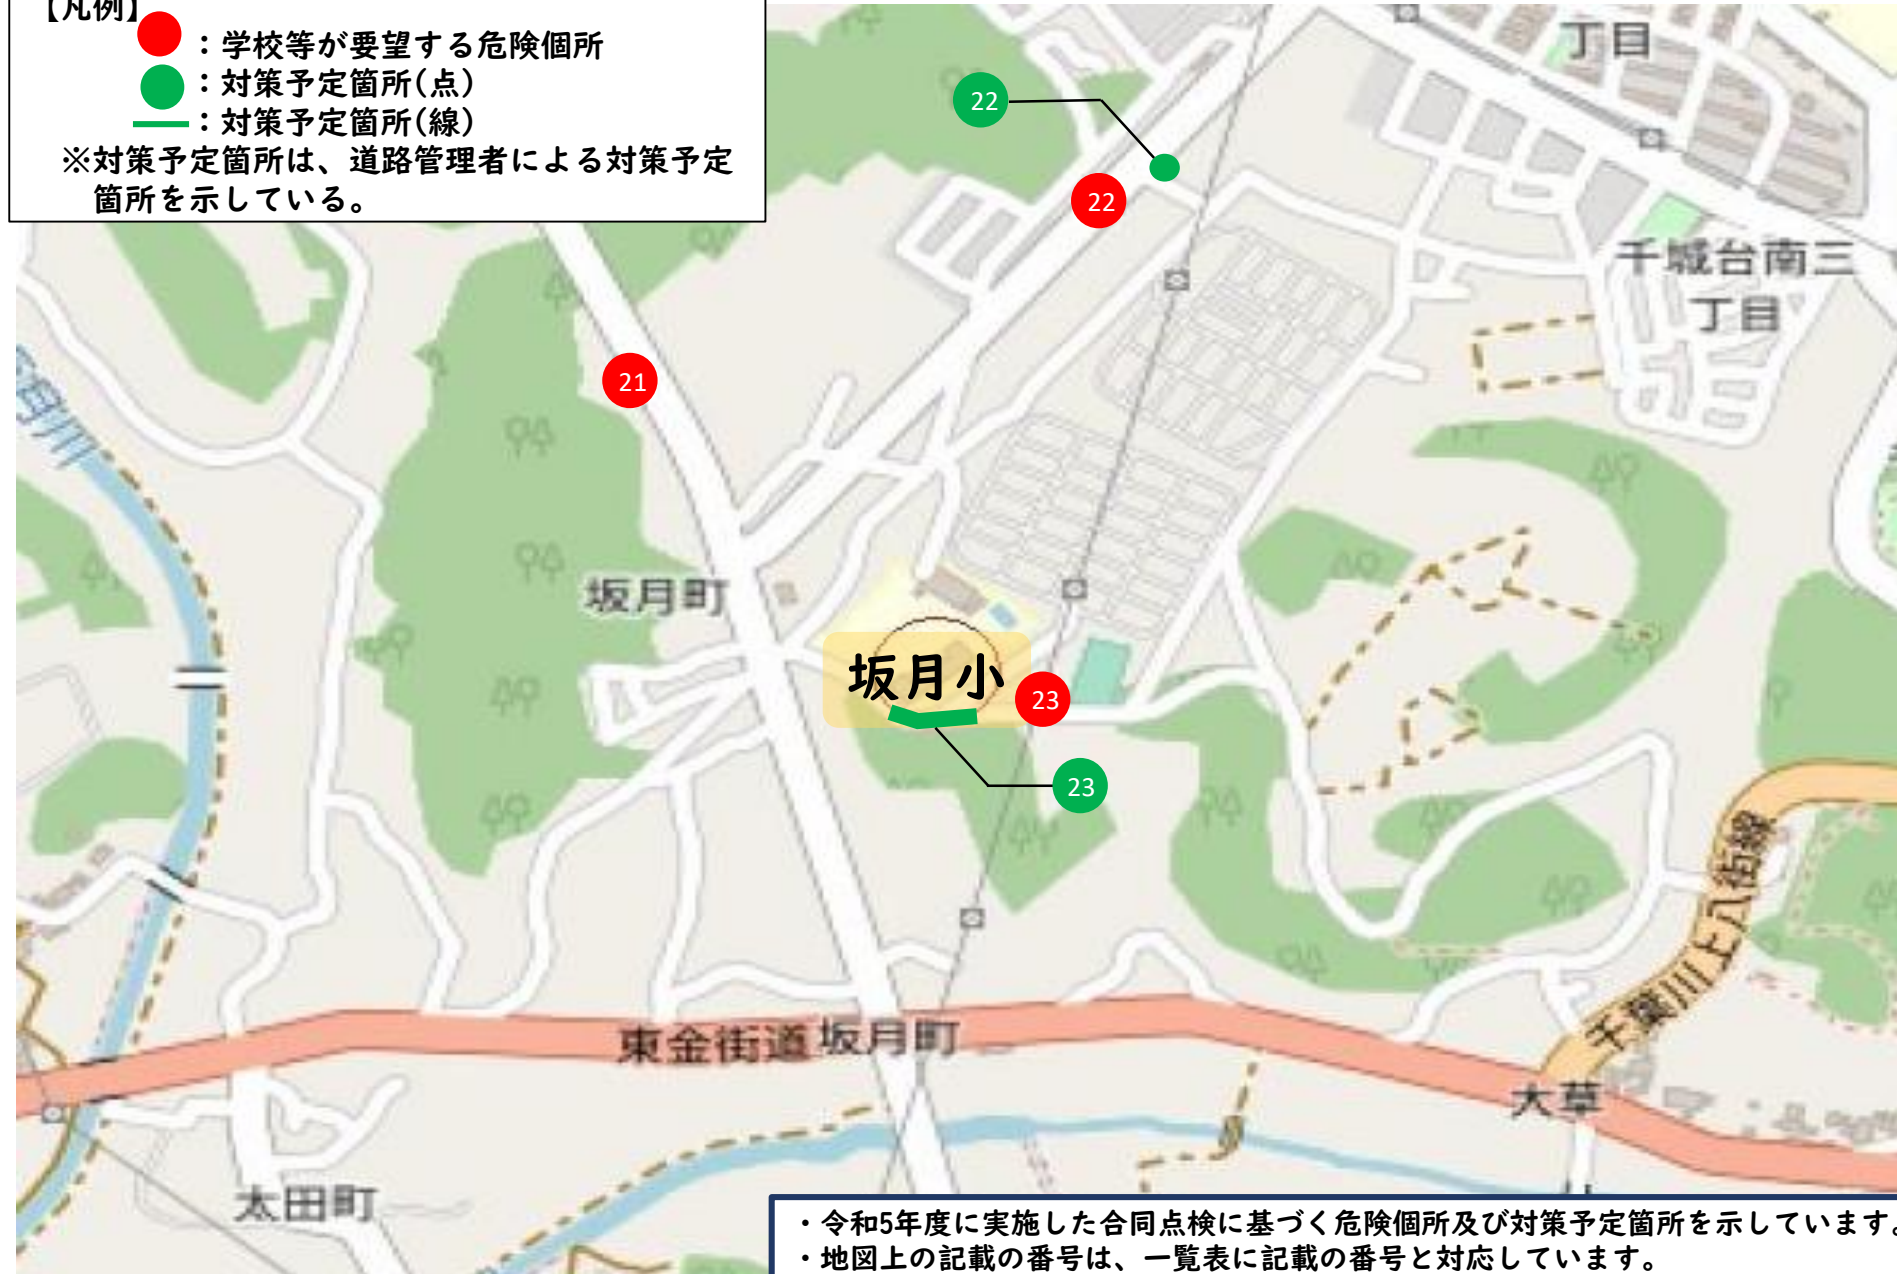 【凡例】
：学校等が要望する危険個所
：対策予定箇所(点)
：対策予定箇所(線)
※対策予定箇所は、道路管理者による対策予定
箇所を示している。
丁目
22
22
千城台南三
丁目
21
坂月町
坂月小
23
23
千葉川上八街線
東金街道
坂月町
大草
太田町
・令和5年度に実施した合同点検に基づく危険個所及び対策予定箇所を示しています。
・地図上の記載の番号は、一覧表に記載の番号と対応しています。